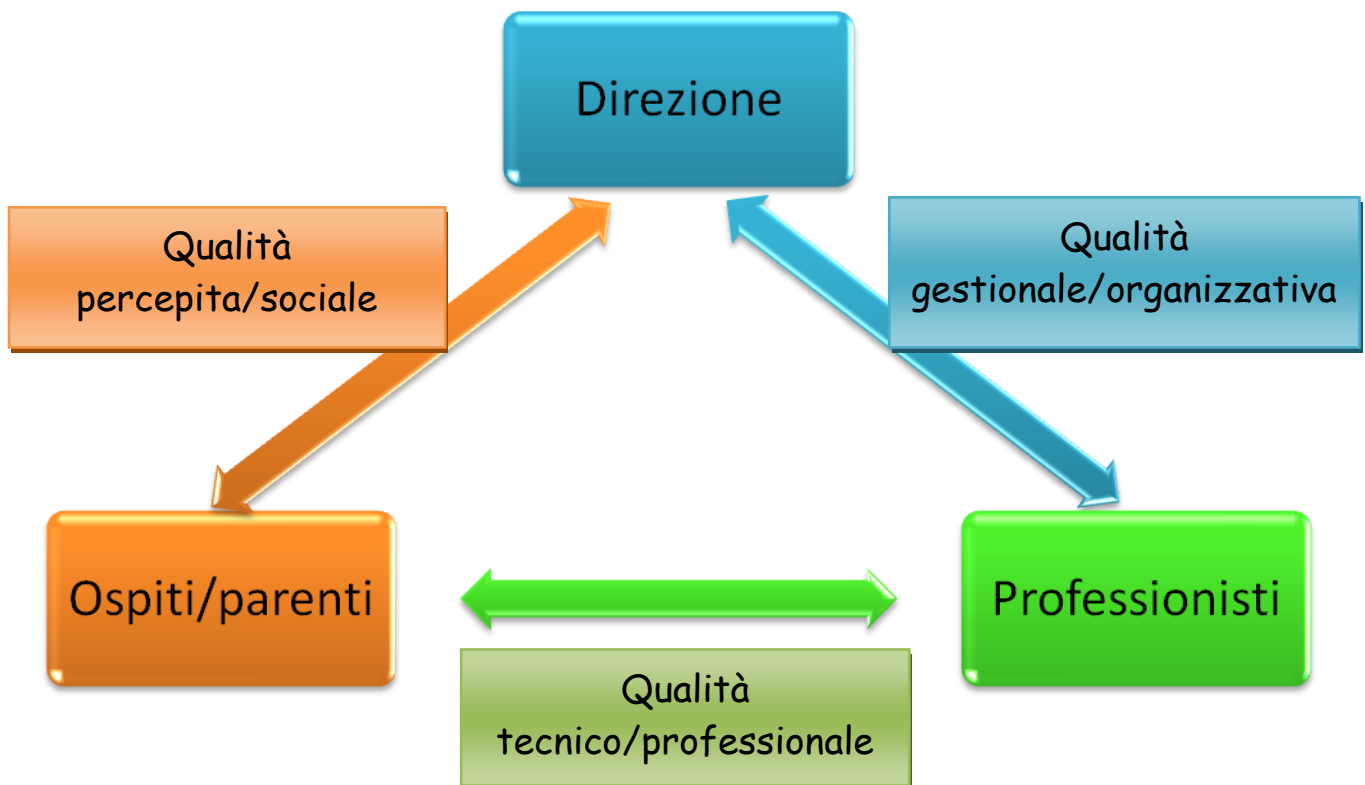 Direzione
Qualità
percepita/sociale
Qualità
gestionale/organizzativa
Ospiti/parenti
Professionisti
Qualità
tecnico/professionale